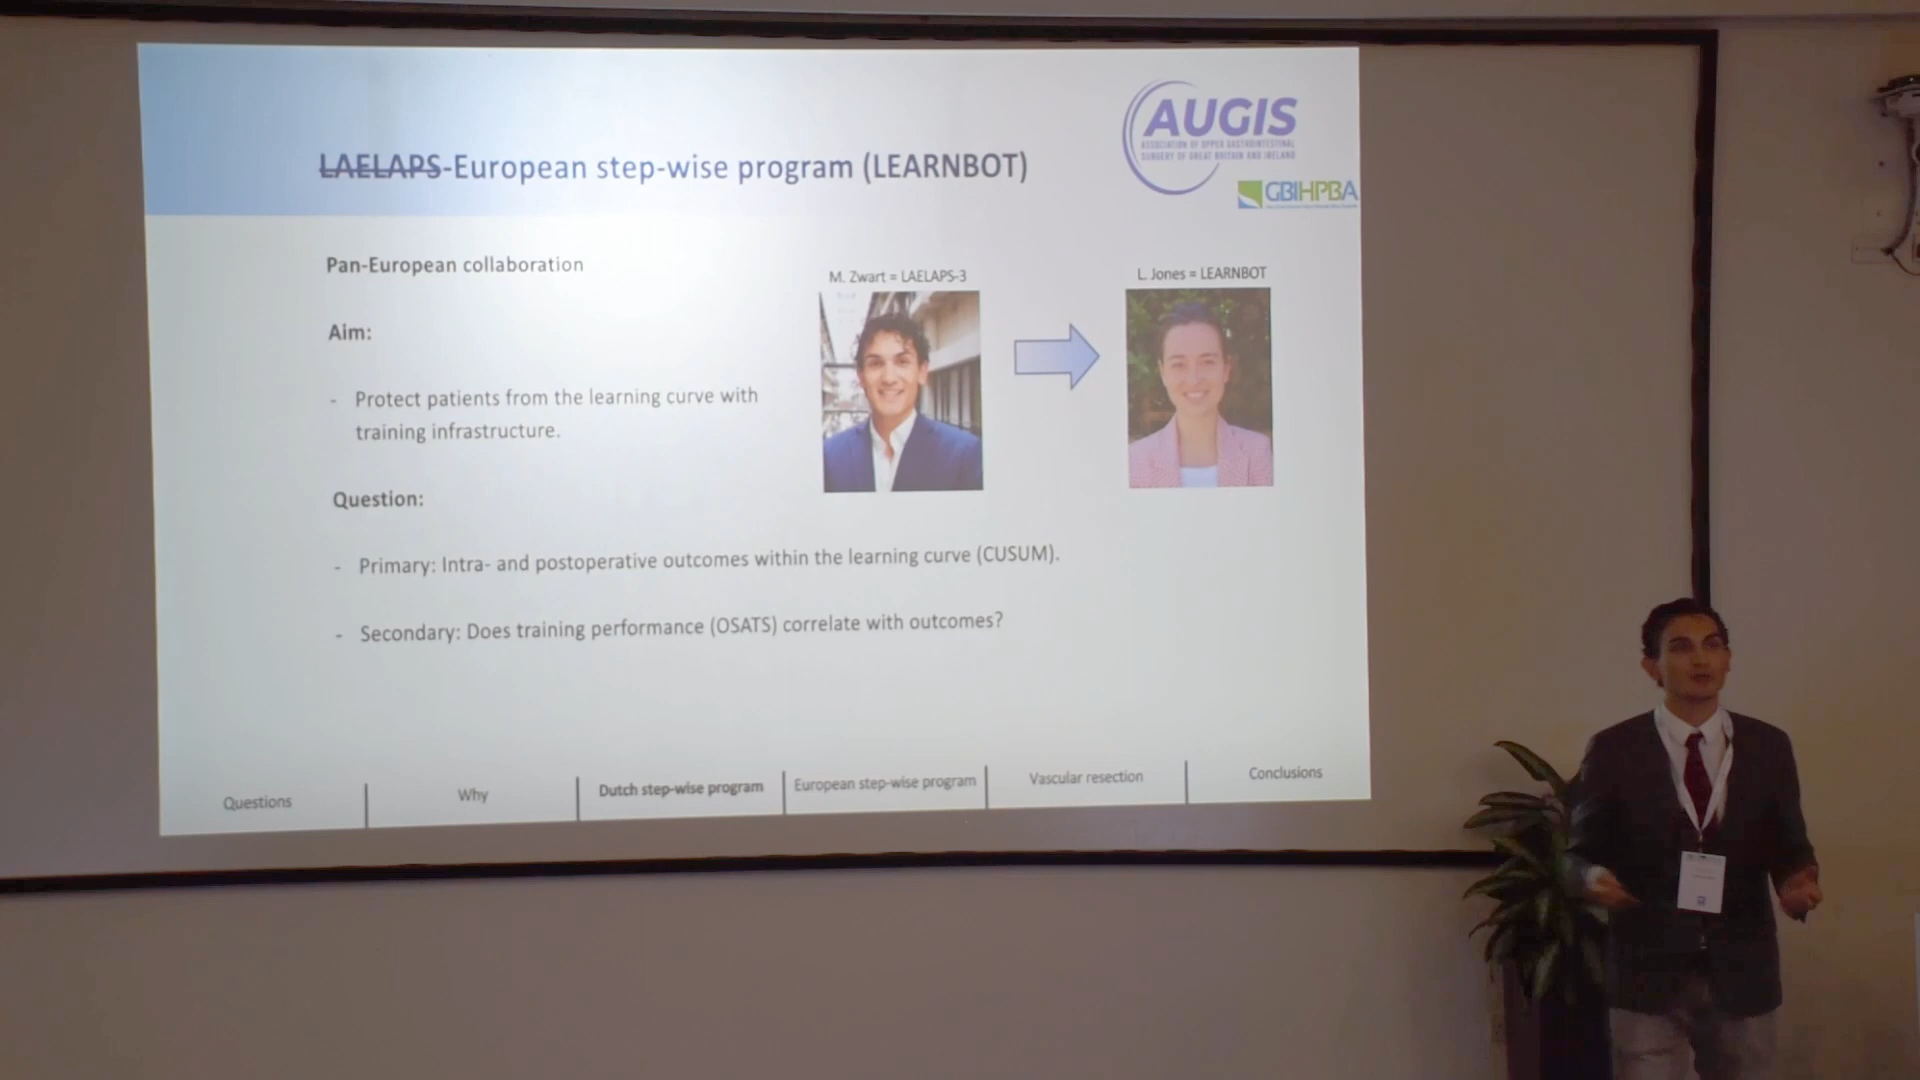 AUGIS
ASSOCIATION OF UPPER GASTROINTESTINAL
SURGERY OF GREAT BRITAIN AND IRELAND
GBIHPBA
LAELAPS-European step-wise program (LEARNBOT)
Pan-European collaboration
M. Zwart = LAELAPS-3
L. Jones = LEARNBOT
Aim:
- Protect patients from the learning curve with
training infrastructure.
Question:
- Primary: Intra- and postoperative outcomes within the learning curve (CUSUM).
- Secondary: Does training performance (OSATS) correlate with outcomes?
Questions
Why
Dutch step-wise program
European step-wise program
Vascular resection
Conclusions